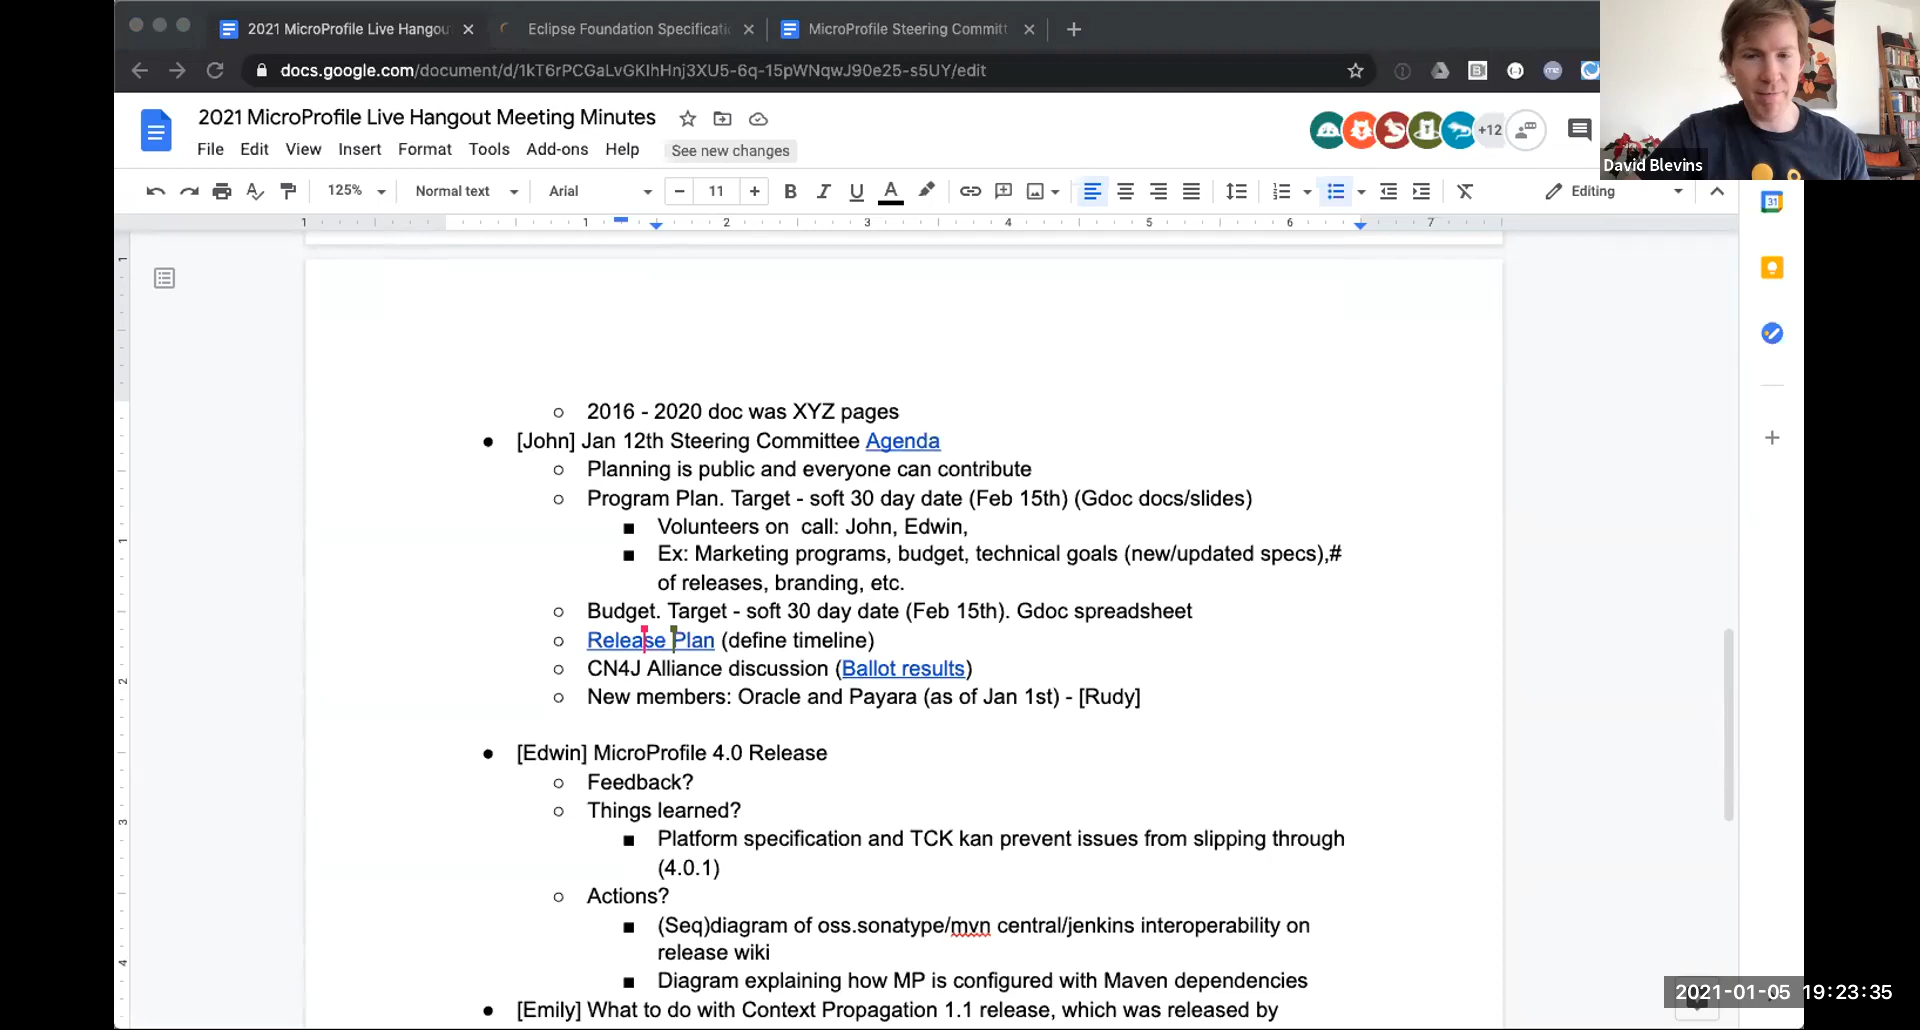 2021 MicroProfile Live Hangou
Eclipse Foundation Specificati
MicroProfile Steering Committ
docs.google.com/document/d/1kT6rPCGaLvGKIhHnj3XU5-6q-15pWNqwJ90e25-s5UY/edit
2021 MicroProfile Live Hangout Meeting Minutes
+12
David Blevins
File Edit View Insert Format Tools Add-ons Help See new changes
125% Normal text Arial 11 Editing
1 1 2 3 4 5 6 7
31
2016 - 2020 doc was XYZ pages
[John] Jan 12th Steering Committee Agenda
Planning is public and everyone can contribute
Program Plan. Target - soft 30 day date (Feb 15th) (Gdoc docs/slides)
Volunteers on  call: John, Edwin,
Ex: Marketing programs, budget, technical goals (new/updated specs),#
of releases, branding, etc.
Budget. Target - soft 30 day date (Feb 15th). Gdoc spreadsheet
Release Plan (define timeline)
CN4J Alliance discussion (Ballot results)
New members: Oracle and Payara (as of Jan 1st) - [Rudy]
[Edwin] MicroProfile 4.0 Release
Feedback?
Things learned?
Platform specification and TCK kan prevent issues from slipping through
(4.0.1)
Actions?
(Seq)diagram of oss.sonatype/mvn central/jenkins interoperability on
release wiki
Diagram explaining how MP is configured with Maven dependencies
[Emily] What to do with Context Propagation 1.1 release, which was released by
2021-01-05 19:23:35